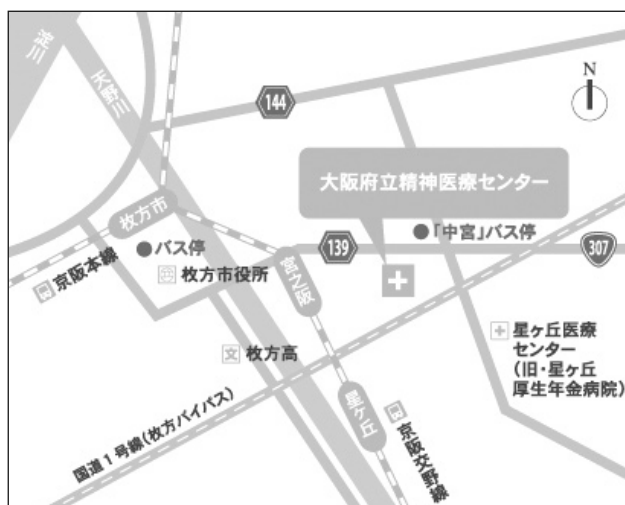 淀川
天野川
144
N
大阪府立精神医療センター
枚方市
バス停
「中宮」バス停
139
307
京阪本線
枚方市役所
宮之阪
枚方高
星ヶ丘医療
センター
(旧・星ヶ丘
厚生年金病院)
国道1号線(枚方バイパス)
星ヶ丘
京阪交野線
文